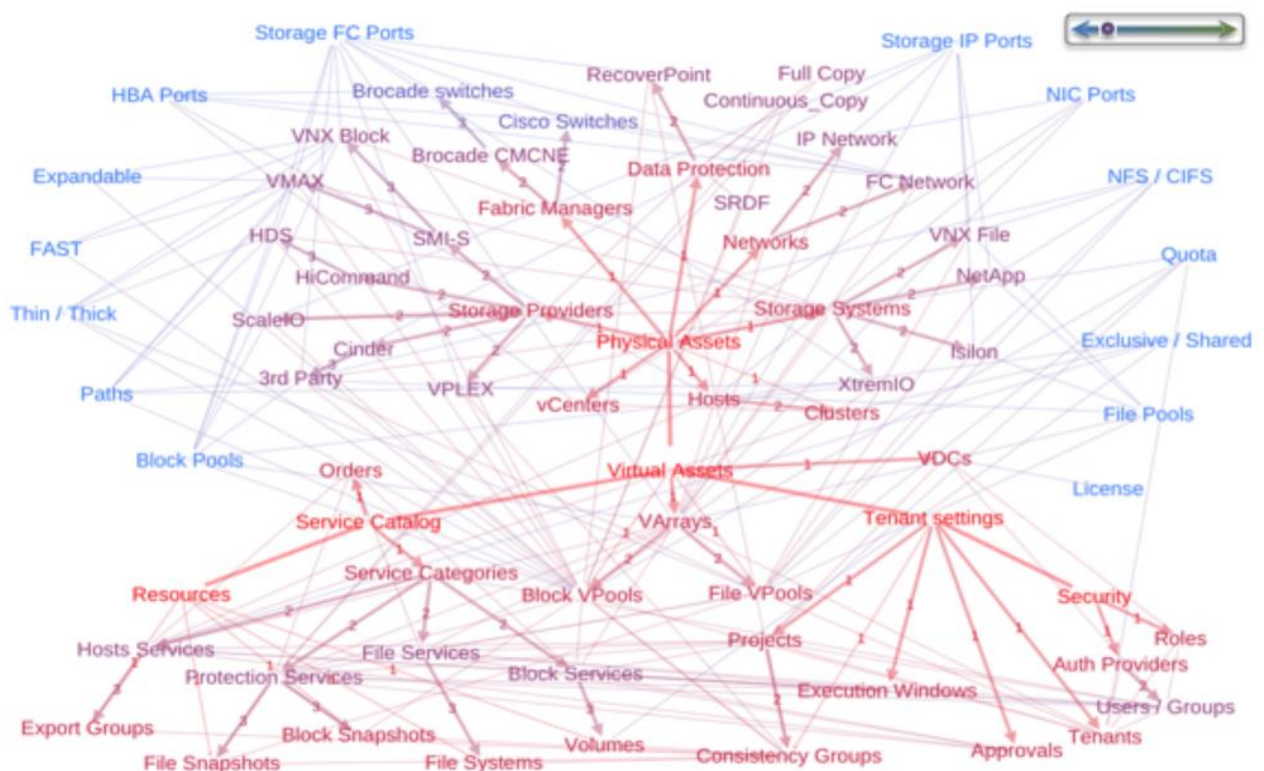 Storage FC Ports
Storage IP Ports
RecoverPoint
Full Copy
HBA Ports
Brocade switches
Continuous_Copy
NIC Ports
Cisco Switches
VNX Block
IP Network
Brocade CMCNE
Data Protection
Expandable
VMAX
FC Network
NFS / CIFS
SRDF
Fabric Managers
HDS
SMI-S
Networks
VNX File
FAST
Quota
HiCommand
NetApp
Thin / Thick
ScaleIO
Storage Providers
Storage Systems
Physical Assets
Exclusive / Shared
Cinder
Isilon
3rd Party
VPLEX
XtremIO
Paths
vCenters
Hosts
Clusters
File Pools
Block Pools
Orders
Virtual Assets
VDCs
License
Service Catalog
VArrays
Tenant settings
Service Categories
Resources
Block VPools
File VPools
Security
Hosts Services
File Services
Projects
Roles
Protection Services
Block Services
Auth Providers
Execution Windows
Users / Groups
Export Groups
Block Snapshots
Volumes
Tenants
File Snapshots
File Systems
Consistency Groups
Approvals